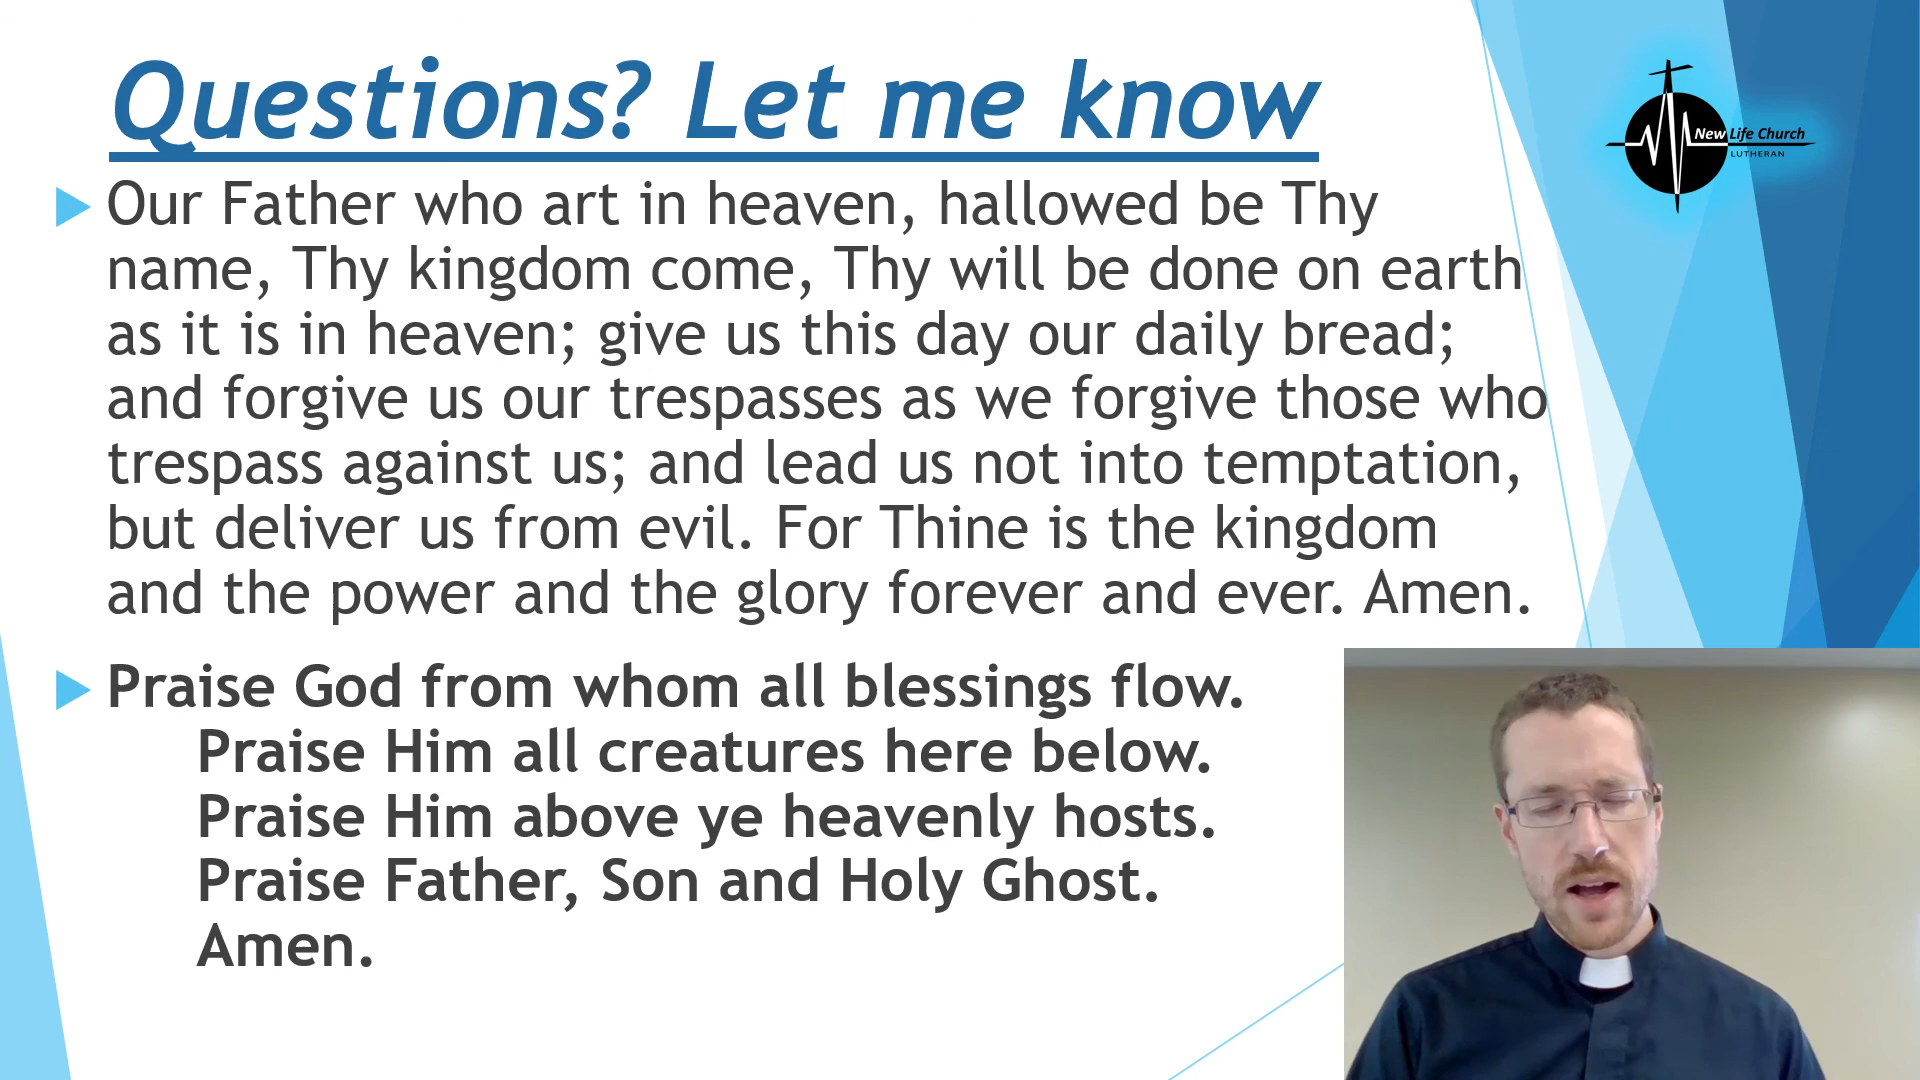 Questions? Let me know
New Life Church
LUTHERAN
Our Father who art in heaven, hallowed be Thy
name, Thy kingdom come, Thy will be done on earth
as it is in heaven; give us this day our daily bread;
and forgive us our trespasses as we forgive those who
trespass against us; and lead us not into temptation,
but deliver us from evil. For Thine is the kingdom
and the power and the glory forever and ever. Amen.
Praise God from whom all blessings flow.
Praise Him all creatures here below.
Praise Him above ye heavenly hosts.
Praise Father, Son and Holy Ghost.
Amen.